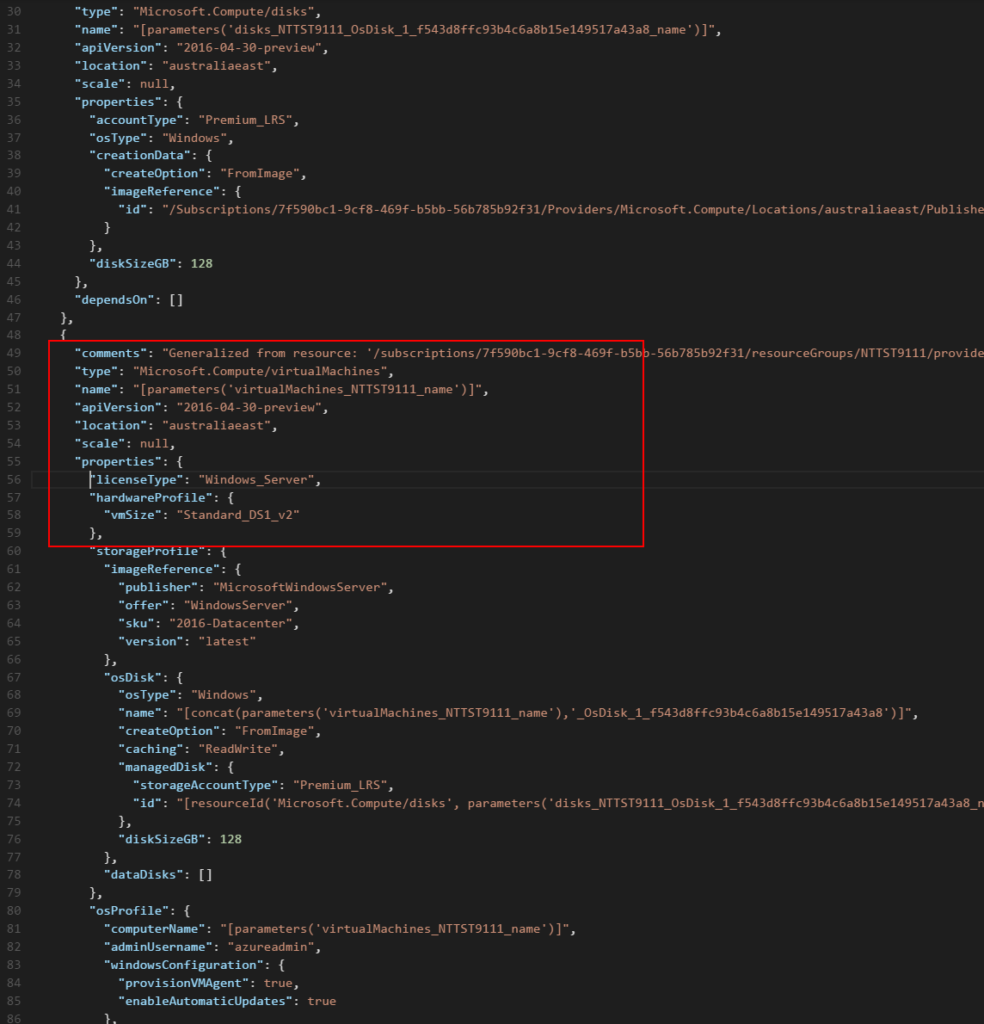 30 "type": "Microsoft.Compute/disks",
31 "name": "[parameters('disks_NTTST9111_OsDisk_1_f543d8ffc93b4c6a8b15e149517a43a8_name')]",
32 "apiVersion": "2016-04-30-preview",
33 "location": "australiaeast",
34 "scale": null,
35 "properties": {
36 "accountType": "Premium_LRS",
37 "osType": "Windows",
38 "creationData": {
39 "createOption": "FromImage",
40 "imageReference": {
41 "id": "/Subscriptions/7f590bc1-9cf8-469f-b5bb-56b785b92f31/Providers/Microsoft.Compute/Locations/australiaeast/Publishe
42 }
43 },
44 "diskSizeGB": 128
45 },
46 "dependsOn": []
47 },
48 {
49 "comments": "Generalized from resource: '/subscriptions/7f590bc1-9cf8-469f-b5bb-56b785b92f31/resourceGroups/NTTST9111/provide
50 "type": "Microsoft.Compute/virtualMachines",
51 "name": "[parameters('virtualMachines_NTTST9111_name')]",
52 "apiVersion": "2016-04-30-preview",
53 "location": "australiaeast",
54 "scale": null,
55 "properties": {
56 "licenseType": "Windows_Server",
57 "hardwareProfile": {
58 "vmSize": "Standard_DS1_v2"
59 },
60 "storageProfile": {
61 "imageReference": {
62 "publisher": "MicrosoftWindowsServer",
63 "offer": "WindowsServer",
64 "sku": "2016-Datacenter",
65 "version": "latest"
66 },
67 "osDisk": {
68 "osType": "Windows",
69 "name": "[concat(parameters('virtualMachines_NTTST9111_name'),'_OsDisk_1_f543d8ffc93b4c6a8b15e149517a43a8')]",
70 "createOption": "FromImage",
71 "caching": "ReadWrite",
72 "managedDisk": {
73 "storageAccountType": "Premium_LRS",
74 "id": "[resourceId('Microsoft.Compute/disks', parameters('disks_NTTST9111_OsDisk_1_f543d8ffc93b4c6a8b15e149517a43a8_n
75 },
76 "diskSizeGB": 128
77 },
78 "dataDisks": []
79 },
80 "osProfile": {
81 "computerName": "[parameters('virtualMachines_NTTST9111_name')]",
82 "adminUsername": "azureadmin",
83 "windowsConfiguration": {
84 "provisionVMAgent": true,
85 "enableAutomaticUpdates": true
86 },